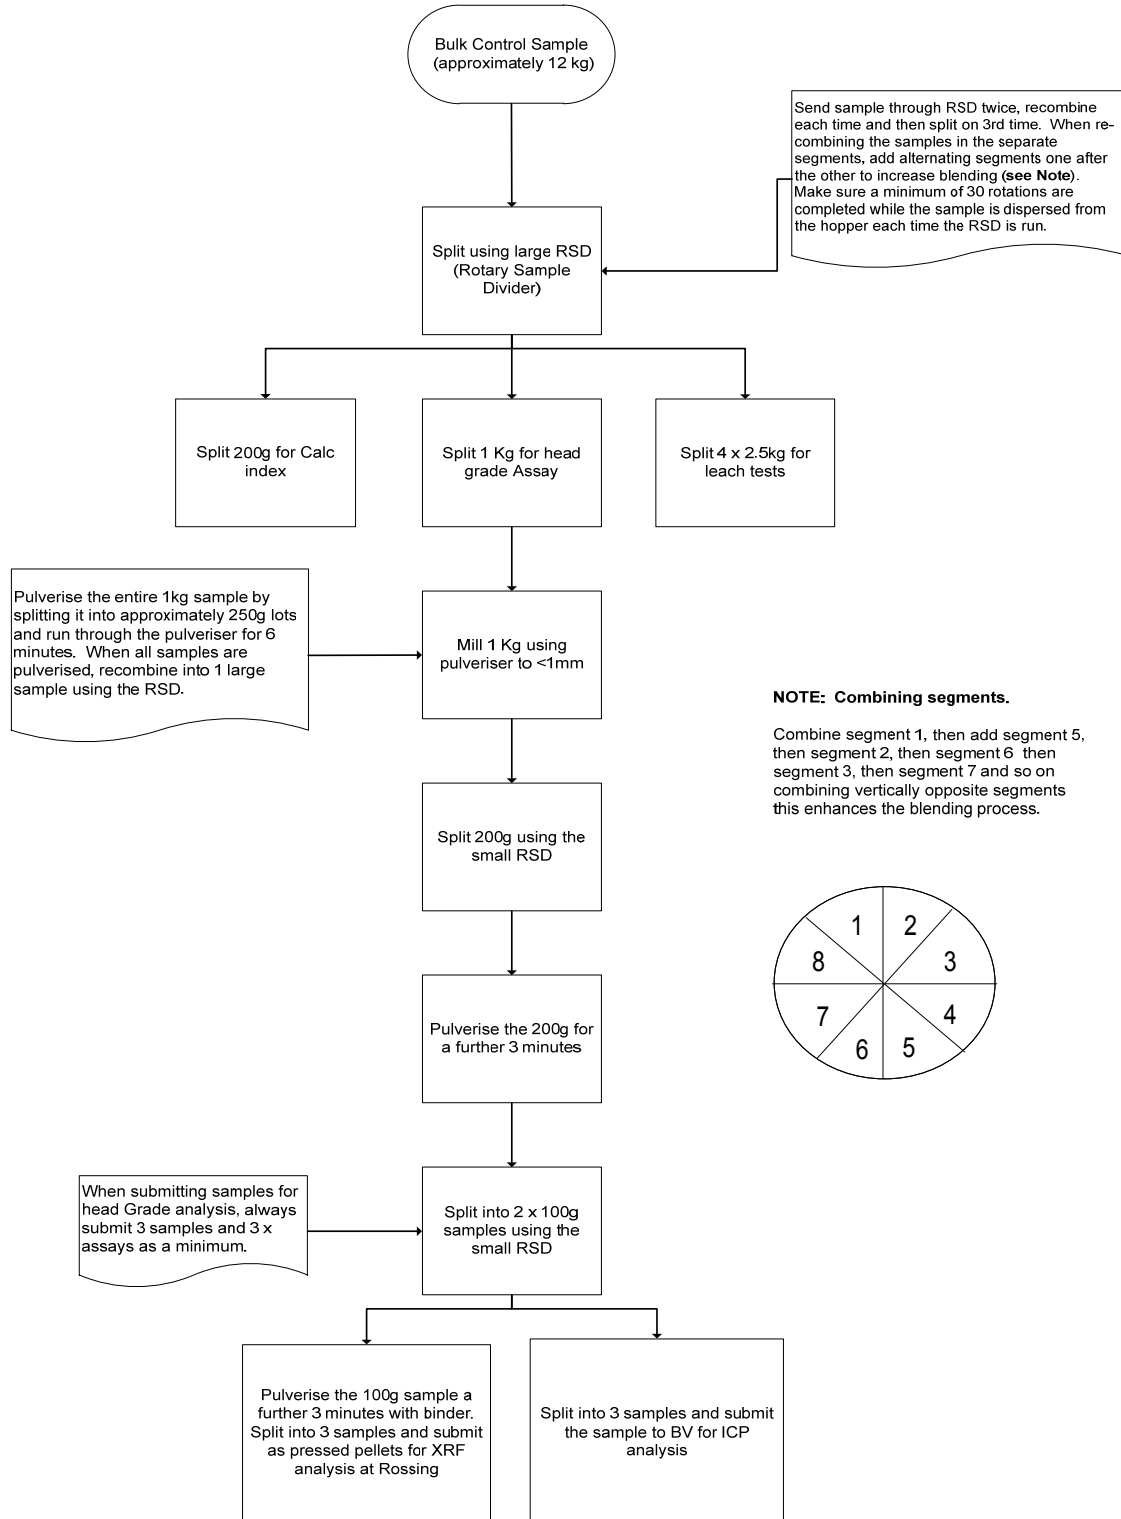 Bulk Control Sample
(approximately 12 kg)
Send sample through RSD twice, recombine
each time and then split on 3rd time.  When re-
combining the samples in the separate
segments, add alternating segments one after
the other to increase blending (see Note).
Make sure a minimum of 30 rotations are
completed while the sample is dispersed from
the hopper each time the RSD is run.
Split using large RSD
(Rotary Sample
Divider)
Split 200g for Calc
index
Split 1 Kg for head
grade Assay
Split 4 x 2.5kg for
leach tests
Pulverise the entire 1kg sample by
splitting it into approximately 250g lots
and run through the pulveriser for 6
minutes.  When all samples are
pulverised, recombine into 1 large
sample using the RSD.
Mill 1 Kg using
pulveriser to <1mm
NOTE:  Combining segments.
Combine segment 1, then add segment 5,
then segment 2, then segment 6  then
segment 3, then segment 7 and so on
combining vertically opposite segments
this enhances the blending process.
Split 200g using the
small RSD
1
2
8
3
7
4
6
5
Pulverise the 200g for
a further 3 minutes
When submitting samples for
head Grade analysis, always
submit 3 samples and 3 x
assays as a minimum.
Split into 2 x 100g
samples using the
small RSD
Pulverise the 100g sample a
further 3 minutes with binder.
Split into 3 samples and submit
as pressed pellets for XRF
analysis at Rossing
Split into 3 samples and submit
the sample to BV for ICP
analysis